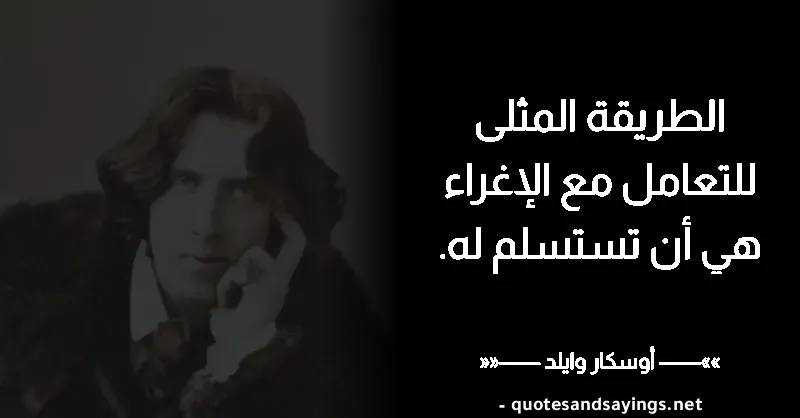 الطريقة المثلى
للتعامل مع الإغراء
هي أن تستسلم له.
»»—— أوسكار وايلد ——««
- quotesandsayings.net